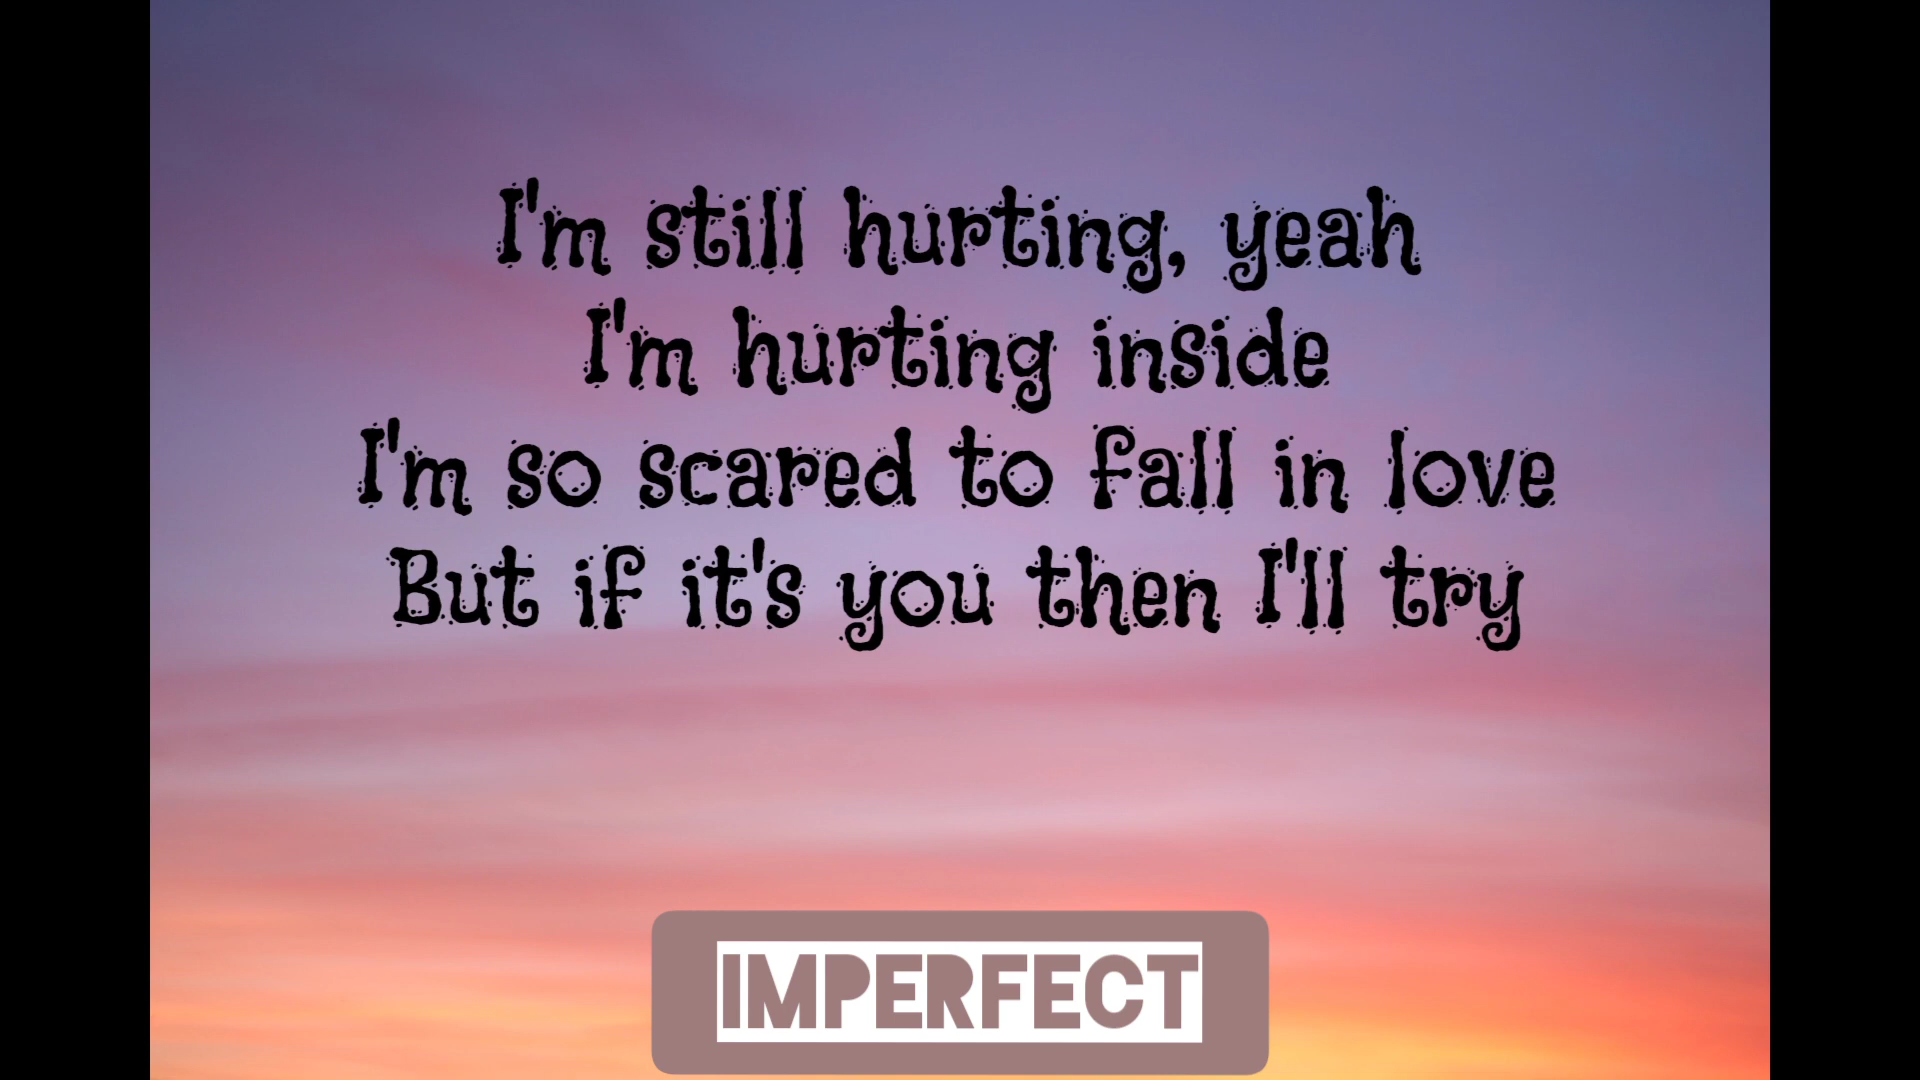 I'm still hurting, yeah
I'm hurting inside
I'm so scared to fall in love
But if it's you then I'll try
IMPERFECT